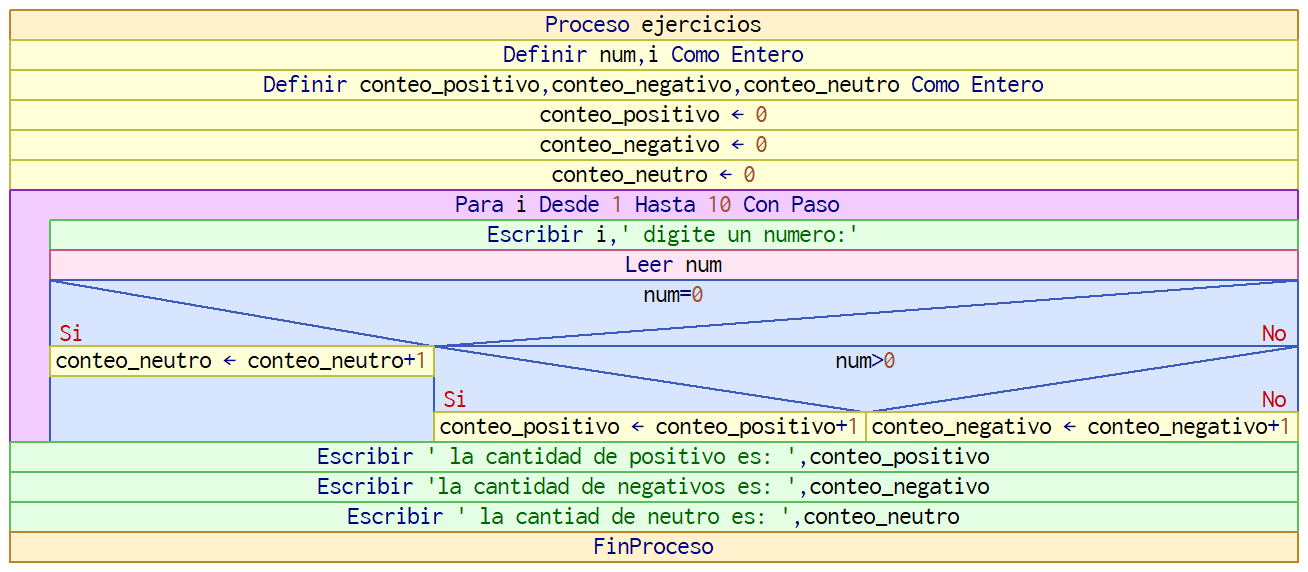 Proceso ejercicios
Definir num,i Como Entero
Definir conteo_positivo,conteo_negativo,conteo_neutro Como Entero
conteo_positivo ← 0
conteo_negativo ← 0
conteo_neutro ← 0
Para i Desde 1 Hasta 10 Con Paso
Escribir i,' digite un numero:'
Leer num
num=0
Si No
conteo_neutro ← conteo_neutro+1 num>0
Si No
conteo_positivo ← conteo_positivo+1 conteo_negativo ← conteo_negativo+1
Escribir ' la cantidad de positivo es: ',conteo_positivo
Escribir 'la cantidad de negativos es: ',conteo_negativo
Escribir ' la cantiad de neutro es: ',conteo_neutro
FinProceso